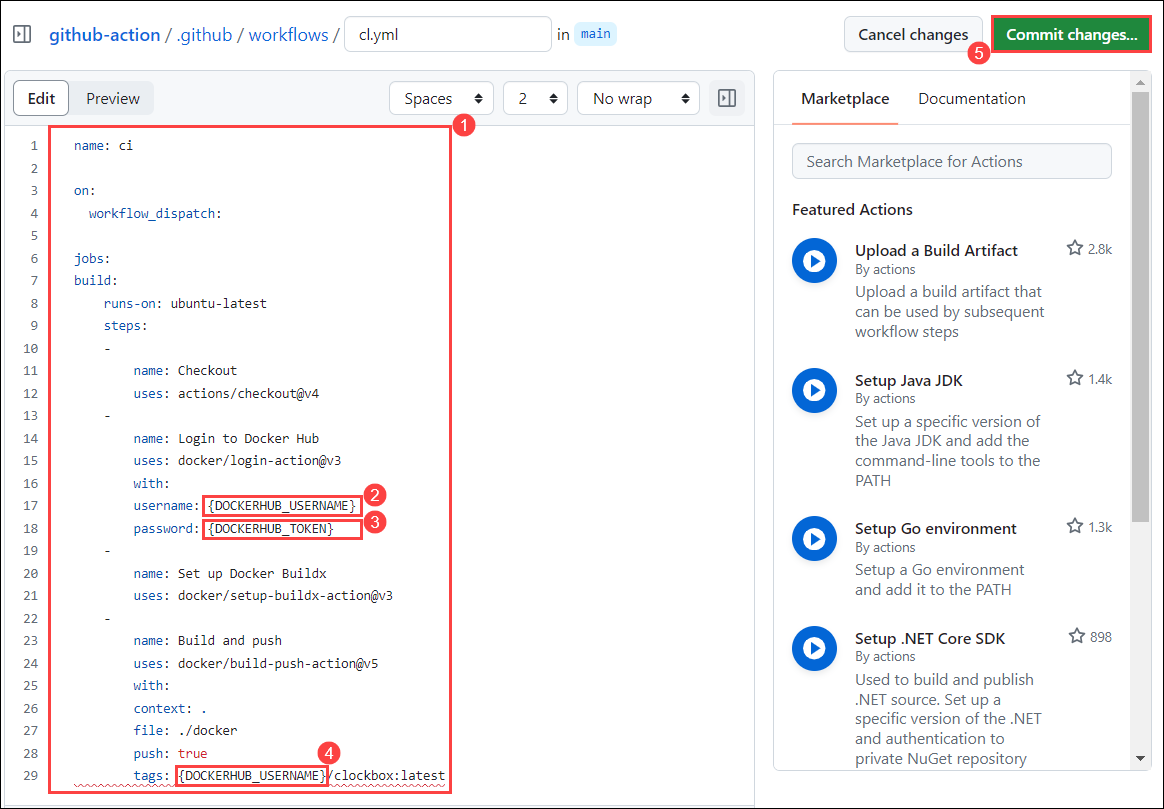 github-action / .github / workflows / cl.yml in main
Cancel changes
5
Commit changes...
Edit
Preview
Spaces
2
No wrap
1
1 name: ci
2
3 on:
4 workflow_dispatch:
5
6 jobs:
7 build:
8 runs-on: ubuntu-latest
9 steps:
10 -
11 name: Checkout
12 uses: actions/checkout@v4
13 -
14 name: Login to Docker Hub
15 uses: docker/login-action@v3
16 with:
17 username: {DOCKERHUB_USERNAME}
2
18 password: {DOCKERHUB_TOKEN}
3
19 -
20 name: Set up Docker Buildx
21 uses: docker/setup-buildx-action@v3
22 -
23 name: Build and push
24 uses: docker/build-push-action@v5
25 with:
26 context: .
27 file: ./docker
28 push: true
4
29 tags: {DOCKERHUB_USERNAME}/clockbox:latest
Marketplace
Documentation
Search Marketplace for Actions
Featured Actions
Upload a Build Artifact
2.8k
By actions
Upload a build artifact that
can be used by subsequent
workflow steps
Setup Java JDK
1.4k
By actions
Set up a specific version of
the Java JDK and add the
command-line tools to the
PATH
Setup Go environment
1.3k
By actions
Setup a Go environment
and add it to the PATH
Setup .NET Core SDK
898
By actions
Used to build and publish
.NET source. Set up a
specific version of the .NET
and authentication to
private NuGet repository